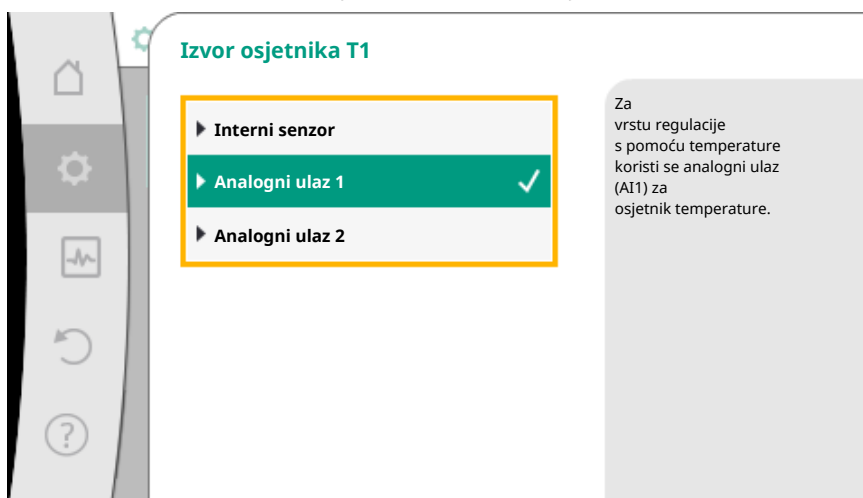 Izvor osjetnika T1
Interni senzor
Analogni ulaz 1
Analogni ulaz 2
Za
vrstu regulacije
s pomoću temperature
koristi se analogni ulaz
(AI1) za
osjetnik temperature.
?